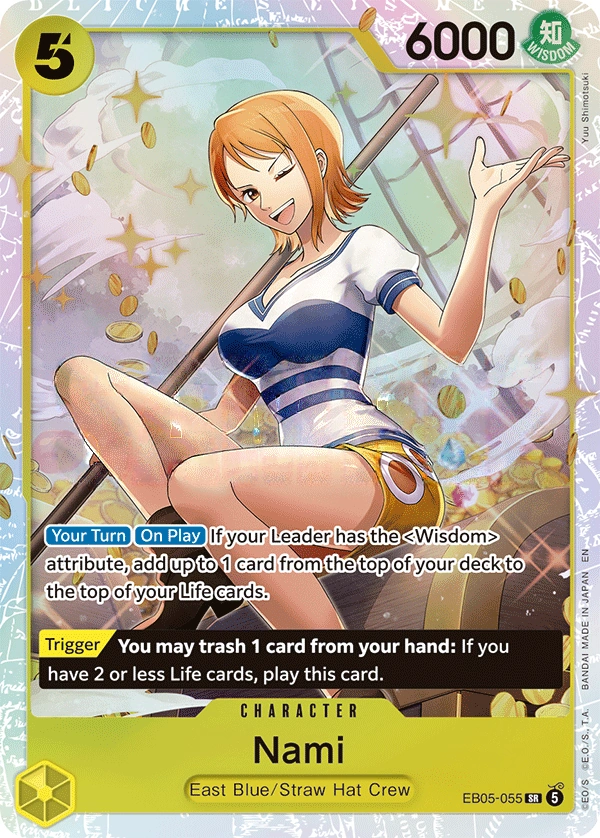 5
6000
知
WISDOM
Yuu Shimotsuki
Your Turn On Play If your Leader has the <Wisdom>
attribute, add up to 1 card from the top of your deck to
the top of your Life cards.
Trigger You may trash 1 card from your hand: If you
have 2 or less Life cards, play this card.
CHARACTER
Nami
East Blue/Straw Hat Crew
EB05-055 SR 5
©E.O/S ©E.O./S., T.A. BANDAI MADE IN JAPAN EN